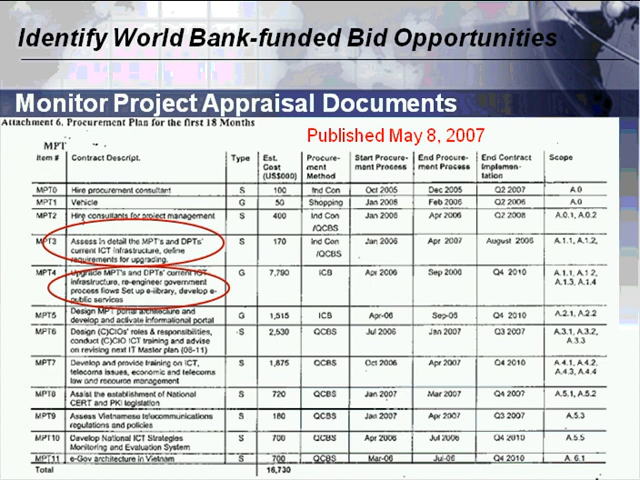 Identify World Bank-funded Bid Opportunities
Monitor Project Appraisal Documents
Attachment 6. Procurement Plan for the first 18 Months
Published May 8, 2007
MPT
Item # Contract Descript. Type Est. Cost (US$000) Procure-ment Method Start Procure-ment Process End Procure-ment Process End Contract Implemen-tation Scope
MPT0 Hire procurement consultant S 100 Ind Con Oct 2005 Dec 2005 Q2 2007 A.0
MPT1 Vehicle G 50 Shopping Jan 2006 Feb 2006 Q2 2006 A.0
MPT2 Hire consultants for project management S 400 Ind Con /QCBS Jan 2006 Apr 2006 Q2 2008 A.0.1, A.0.2
MPT3 Assess in detail the MPT's and DPTs' current ICT infrastructure, define requirements for upgrading. S 170 Ind Con /QCBS Jan 2006 Apr 2007 August 2006 A.1.1, A.1.2,
MPT4 Upgrade MPT's and DPTs' current ICT infrastructure, re-engineer government process flows Set up e-library, develop e-public services G 7,790 ICB Apr 2006 Sep 2006 Q4 2010 A.1.1, A.1.2, A.1.3, A.1.4
MPT5 Design MPT portal architecture and develop and activate informational portal G 1,515 ICB Apr-06 Sep-06 Q4 2010 A.2.1, A.2.2
MPT6 Design (C)CIOs' roles & responsibilities, conduct (C)CIO ICT training and advise on revising next IT Master plan (06-11) S 2,530 QCBS Jul 2006 Jan 2007 Q3 2007 A.3.1, A.3.2, A.3.3
MPT7 Develop and provide training on ICT, telecoms issues, economic and telecoms law and resource management S 1,875 QCBS Oct 2006 Apr 2007 Q4 2010 A.4.1, A.4.2, A.4.3, A.4.4
MPT8 Assist the establishment of National CERT and PKI legislation S 720 QCBS Jan 2007 Mar 2007 Q4 2007 A.5.1, A.5.2
MPT9 Assess Vietnamese telecommunications regulations and policies S 180 QCBS Jan 2007 Apr 2007 Q3 2007 A.5.3
MPT10 Develop National ICT Strategies Monitoring and Evaluation System S 700 QCBS Apr 2006 Jul 2006 Q4 2010 A.5.5
MPT11 e-Gov architecture in Vietnam S 700 QCBS Mar-06 Jul-06 Q4 2010 A. 6.1
Total 16,730